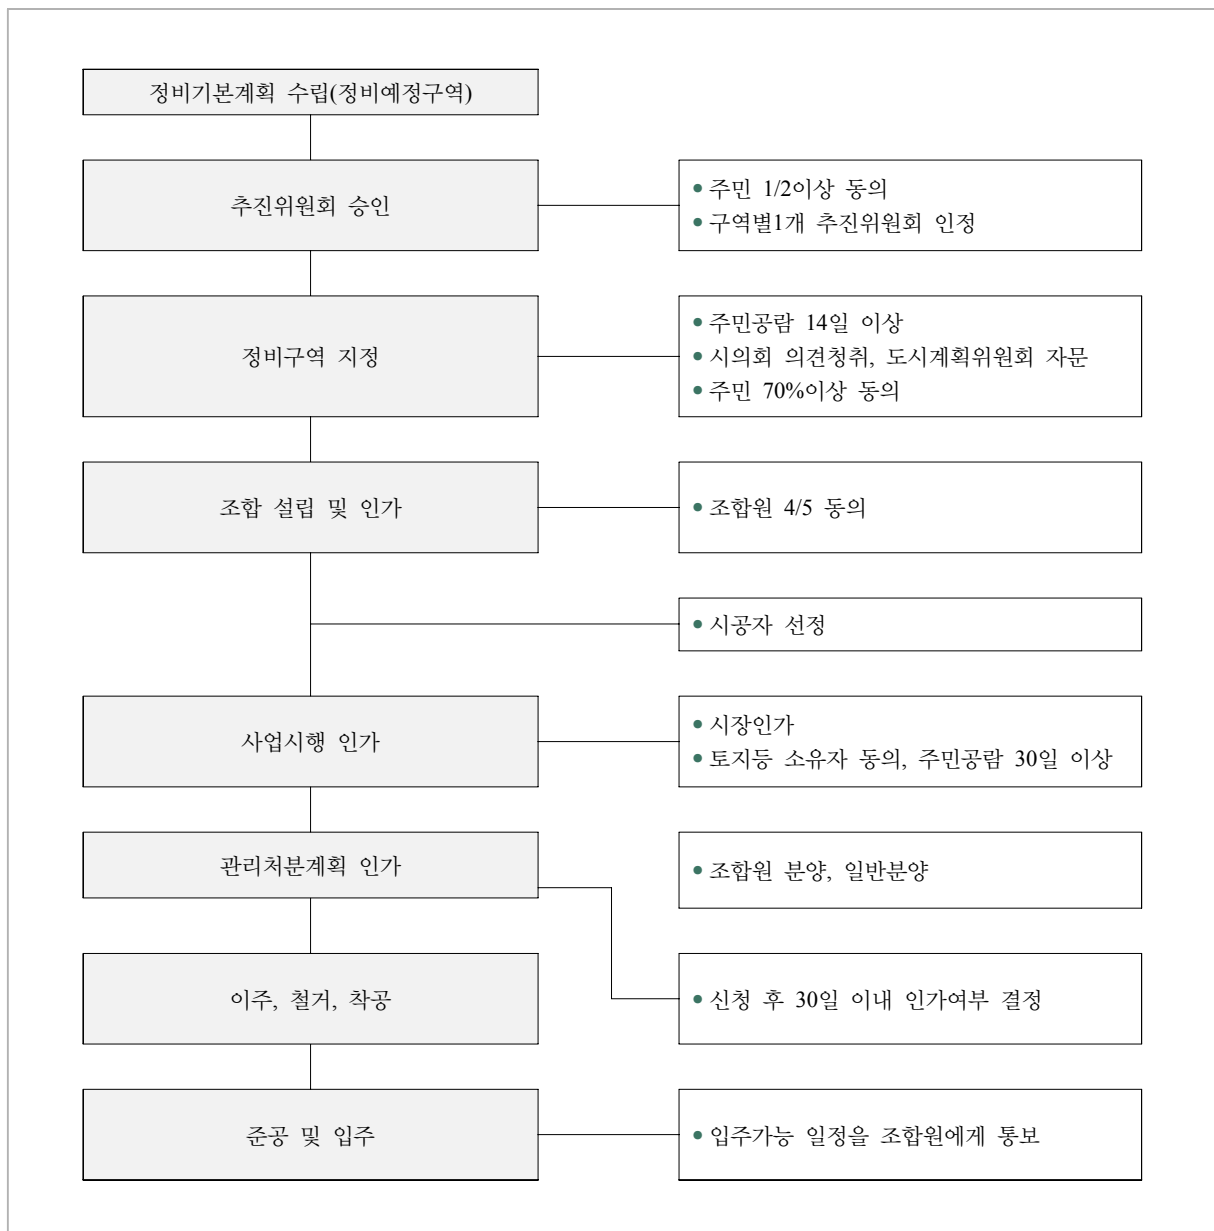 정비기본계획 수립(정비예정구역)
추진위원회 승인
• 주민 1/2이상 동의
• 구역별1개 추진위원회 인정
정비구역 지정
• 주민공람 14일 이상
• 시의회 의견청취, 도시계획위원회 자문
• 주민 70%이상 동의
조합 설립 및 인가
• 조합원 4/5 동의
• 시공자 선정
사업시행 인가
• 시장인가
• 토지등 소유자 동의, 주민공람 30일 이상
관리처분계획 인가
• 조합원 분양, 일반분양
이주, 철거, 착공
• 신청 후 30일 이내 인가여부 결정
준공 및 입주
• 입주가능 일정을 조합원에게 통보